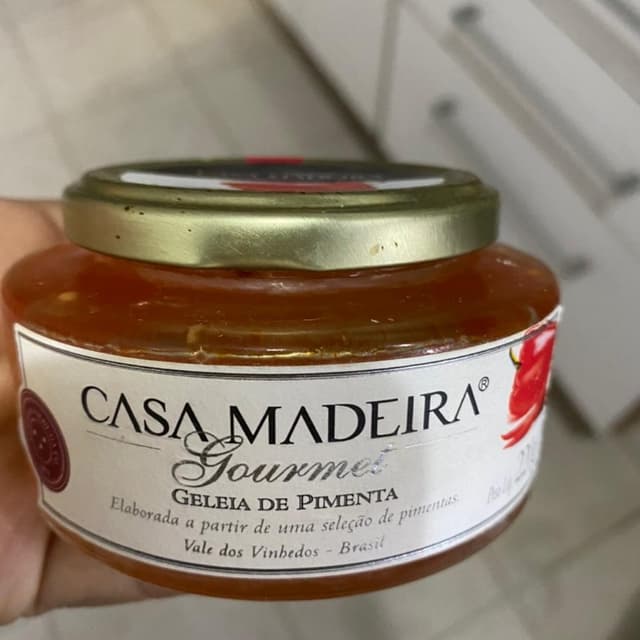 CASA MADEIRA®
Gourmet
GELEIA DE PIMENTA
Elaborada a partir de uma seleção de pimentas.
Vale dos Vinhedos - Brasil